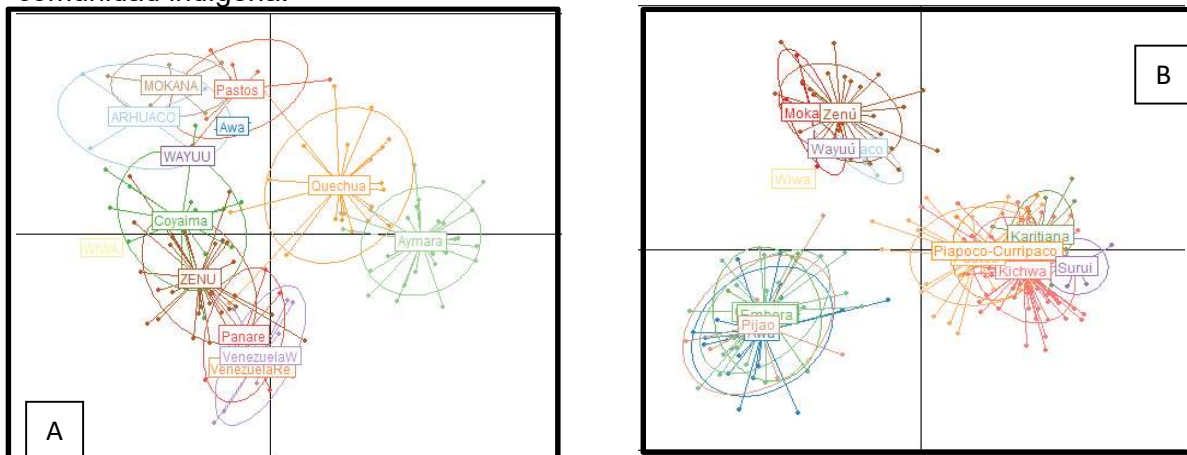 comunidad indígena.
MOKANA
Pastos
ARHUACO
Awa
WAYUU
Quechua
Coyaima
Aymara
WIWA
ZENU
Panare
VenezuelaW
VenezuelaRe
A
B
Moka
Zenú
Wayuú
aco
Wiwa
Karitiana
Piapoco-Curripaco
Kichwa
Surui
Embera
Pijao
Awa